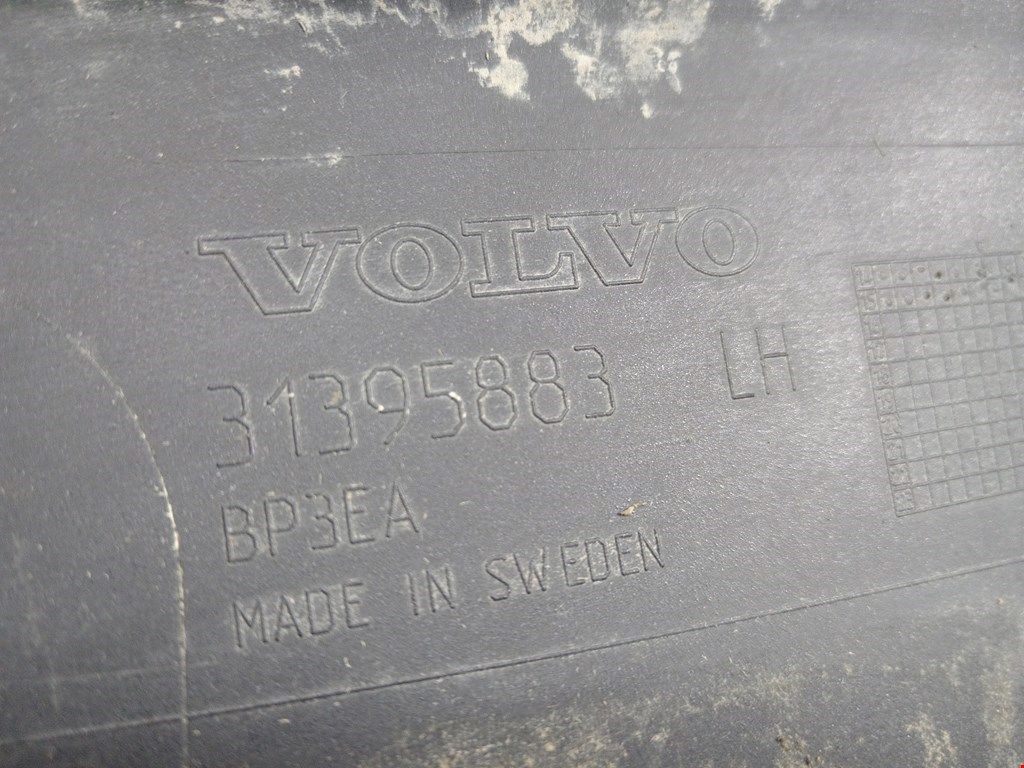 VOLVO
31395883 LH
BP3EA
MADE IN SWEDEN